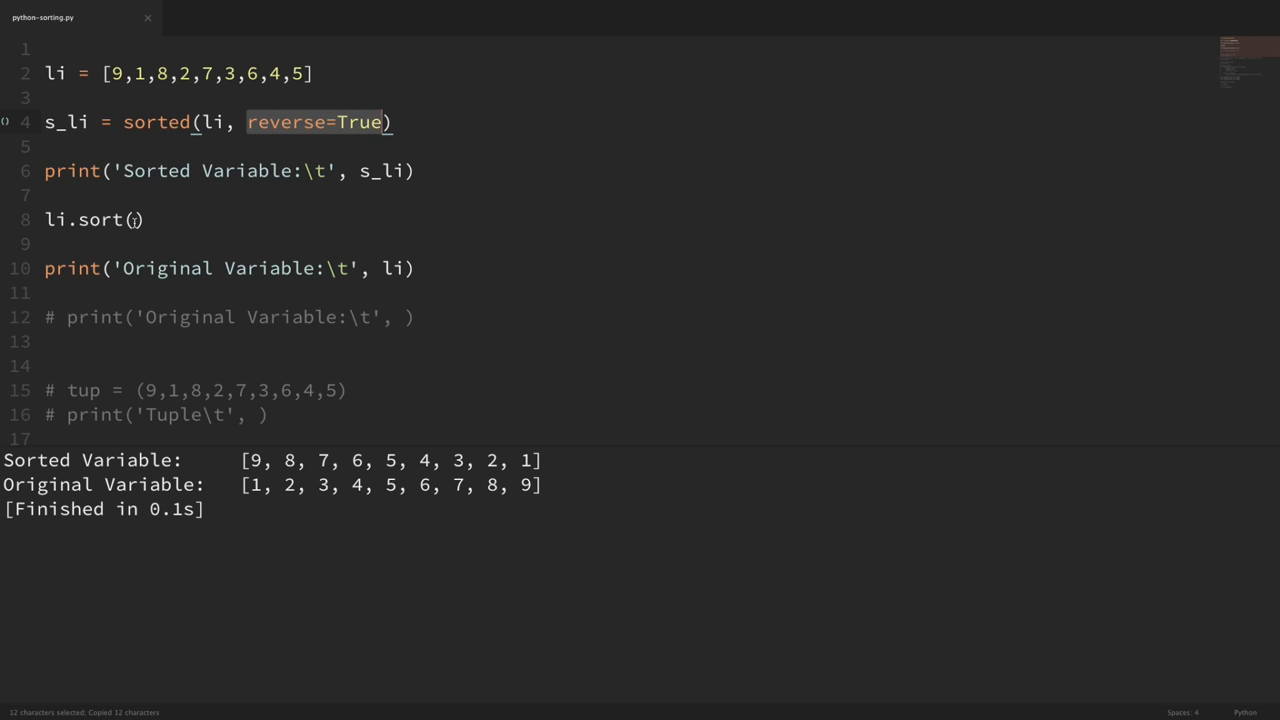 python-sorting.py ×
1
2 li = [9,1,8,2,7,3,6,4,5]
3
() 4 s_li = sorted(li, reverse=True)
5
6 print('Sorted Variable:\t', s_li)
7
8 li.sort()
9
10 print('Original Variable:\t', li)
11
12 # print('Original Variable:\t', )
13
14
15 # tup = (9,1,8,2,7,3,6,4,5)
16 # print('Tuple\t', )
17
Sorted Variable: [9, 8, 7, 6, 5, 4, 3, 2, 1]
Original Variable: [1, 2, 3, 4, 5, 6, 7, 8, 9]
[Finished in 0.1s]
12 characters selected; Copied 12 characters Spaces: 4 Python